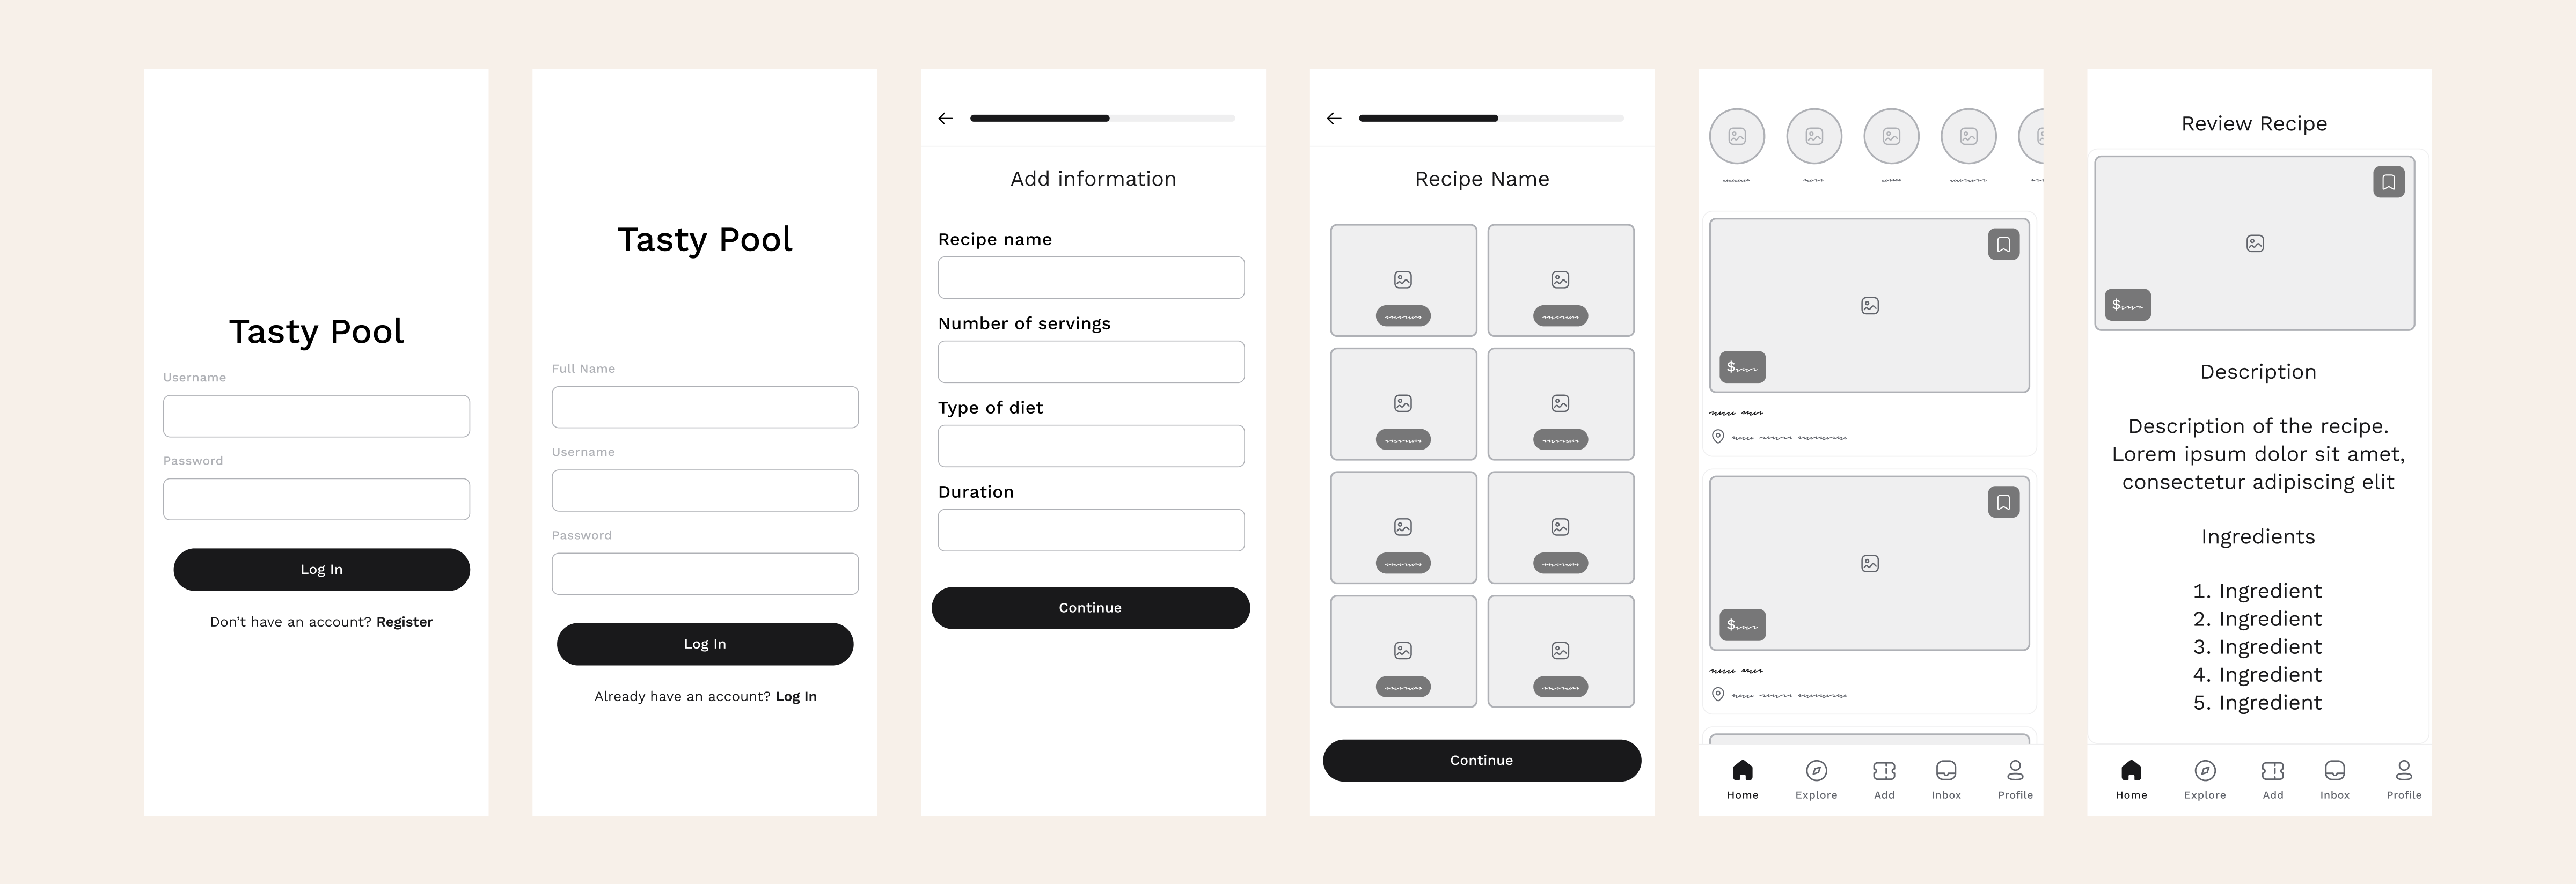 Tasty Pool
Username
Password
Log In
Don't have an account? Register
Tasty Pool
Full Name
Username
Password
Log In
Already have an account? Log In
Add information
Recipe name
Number of servings
Type of diet
Duration
Continue
Recipe Name
Continue
$
$
Home Explore Add Inbox Profile
Review Recipe
$
Description
Description of the recipe.
Lorem ipsum dolor sit amet,
consectetur adipiscing elit
Ingredients
1. Ingredient
2. Ingredient
3. Ingredient
4. Ingredient
5. Ingredient
Home Explore Add Inbox Profile